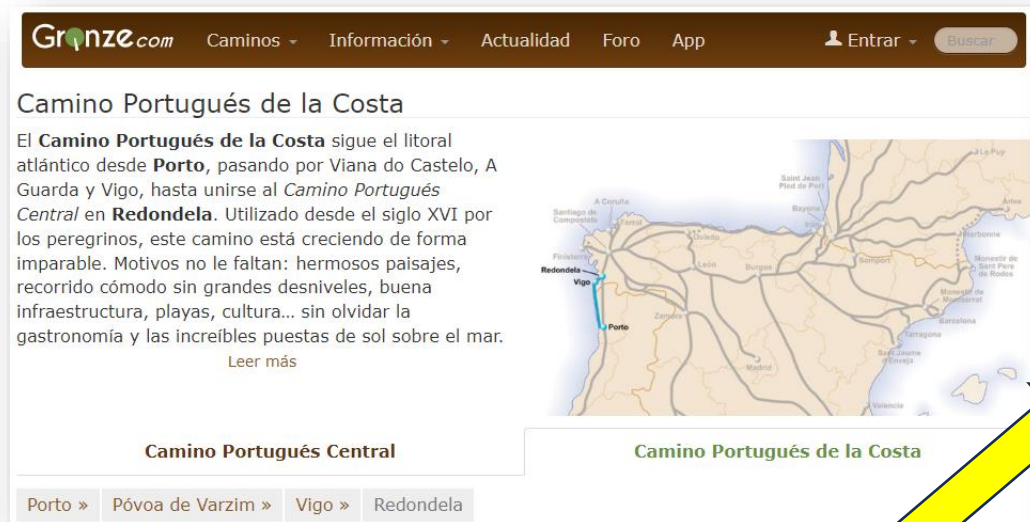 Gronze.com Caminos Información Actualidad Foro App Entrar Buscar
Camino Portugués de la Costa
El Camino Portugués de la Costa sigue el litoral
atlántico desde Porto, pasando por Viana do Castelo, A
Guarda y Vigo, hasta unirse al Camino Portugués
Central en Redondela. Utilizado desde el siglo XVI por
los peregrinos, este camino está creciendo de forma
imparable. Motivos no le faltan: hermosos paisajes,
recorrido cómodo sin grandes desniveles, buena
infraestructura, playas, cultura... sin olvidar la
gastronomía y las increíbles puestas de sol sobre el mar.
Leer más
Le Puy
Saint Jean
Pied de Port
Arles
A Coruña
Bayona
Santiago de
Compostela
Ferrol
Irún
Oviedo
Narbonne
Finisterre
León
Burgos
Somport
Monestir de
Sant Pere
de Rodes
Redondela
Vigo
Monestir de
Montserrat
Zamora
Barcelona
Porto
Tarragona
Sant Jaume
d'Enveja
Madrid
Valencia
Camino Portugués Central
Camino Portugués de la Costa
Porto » Póvoa de Varzim » Vigo » Redondela